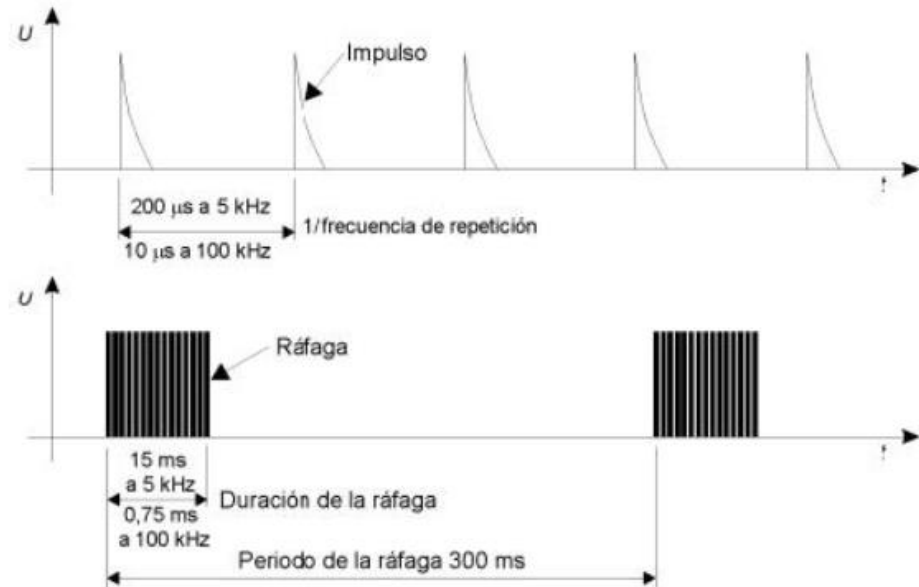 U
Impulso
t
200 μs a 5 kHz
1/frecuencia de repetición
10 μs a 100 kHz
U
Ráfaga
t
15 ms
a 5 kHz
Duración de la ráfaga
0,75 ms
a 100 kHz
Periodo de la ráfaga 300 ms